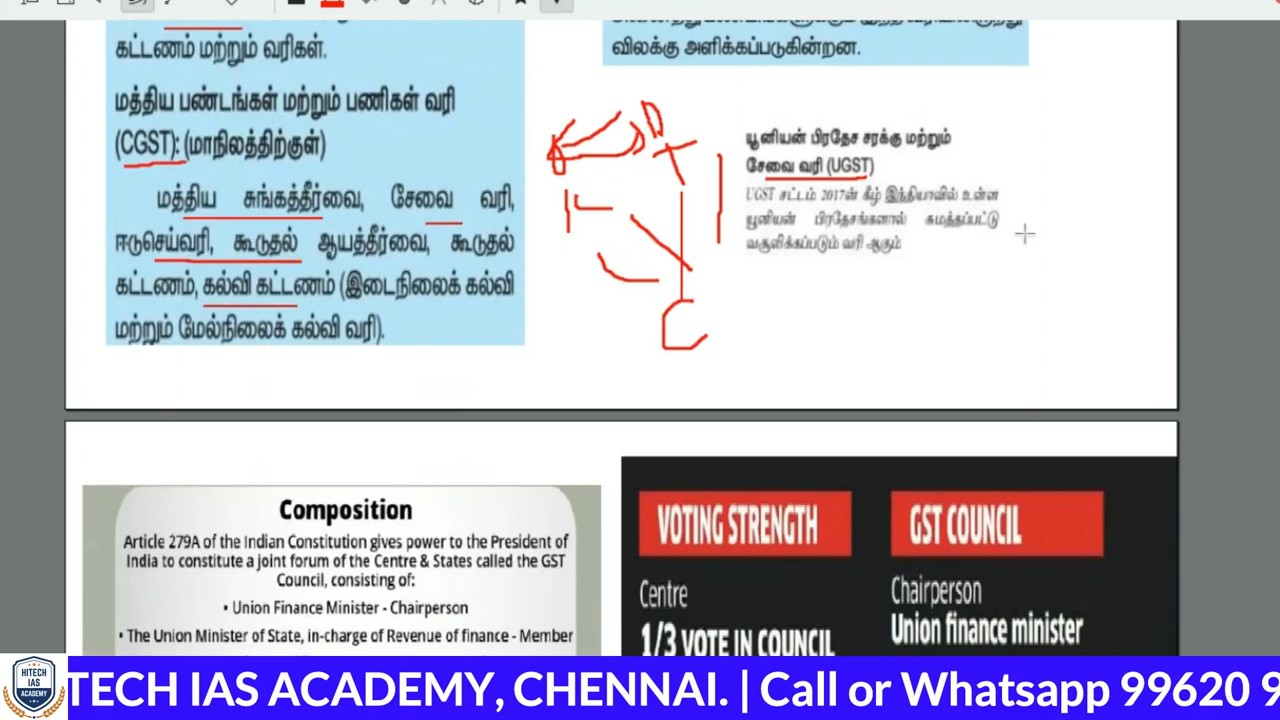 கட்டணம் மற்றும் வரிகள்.
மத்திய பண்டங்கள் மற்றும் பணிகள் வரி
(CGST): (மாநிலத்திற்குள்)
மத்திய சுங்கத்தீர்வை, சேவை வரி,
ஈடுசெய்வரி, கூடுதல் ஆயத்தீர்வை, கூடுதல்
கட்டணம், கல்வி கட்டணம் (இடைநிலைக் கல்வி
மற்றும் மேல்நிலைக் கல்வி வரி).
விலக்கு அளிக்கப்படுகின்றன.
D
C
யூனியன் பிரதேச சரக்கு மற்றும்
சேவை வரி (UGST)
UGST சட்டம் 2017ன் கீழ் இந்தியாவில் உள்ள
யூனியன் பிரதேசங்களால் சுமத்தப்பட்டு
வசூலிக்கப்படும் வரி ஆகும்
Composition
Article 279A of the Indian Constitution gives power to the President of
India to constitute a joint forum of the Centre & States called the GST
Council, consisting of:
• Union Finance Minister - Chairperson
• The Union Minister of State, in-charge of Revenue of finance - Member
VOTING STRENGTH
Centre
1/3 VOTE IN COUNCIL
GST COUNCIL
Chairperson
Union finance minister
HITECH
IAS
ACADEMY
TECH IAS ACADEMY, CHENNAI. | Call or Whatsapp 99620 9